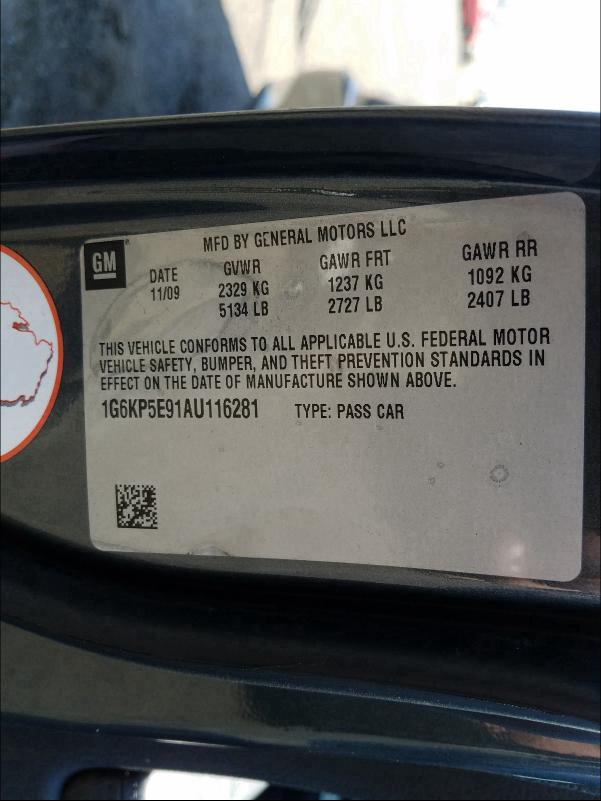 GM
MFD BY GENERAL MOTORS LLC
DATE GVWR GAWR FRT GAWR RR
11/09 2329 KG 1237 KG 1092 KG
5134 LB 2727 LB 2407 LB
THIS VEHICLE CONFORMS TO ALL APPLICABLE U.S. FEDERAL MOTOR
VEHICLE SAFETY, BUMPER, AND THEFT PREVENTION STANDARDS IN
EFFECT ON THE DATE OF MANUFACTURE SHOWN ABOVE.
1G6KP5E91AU116281 TYPE: PASS CAR